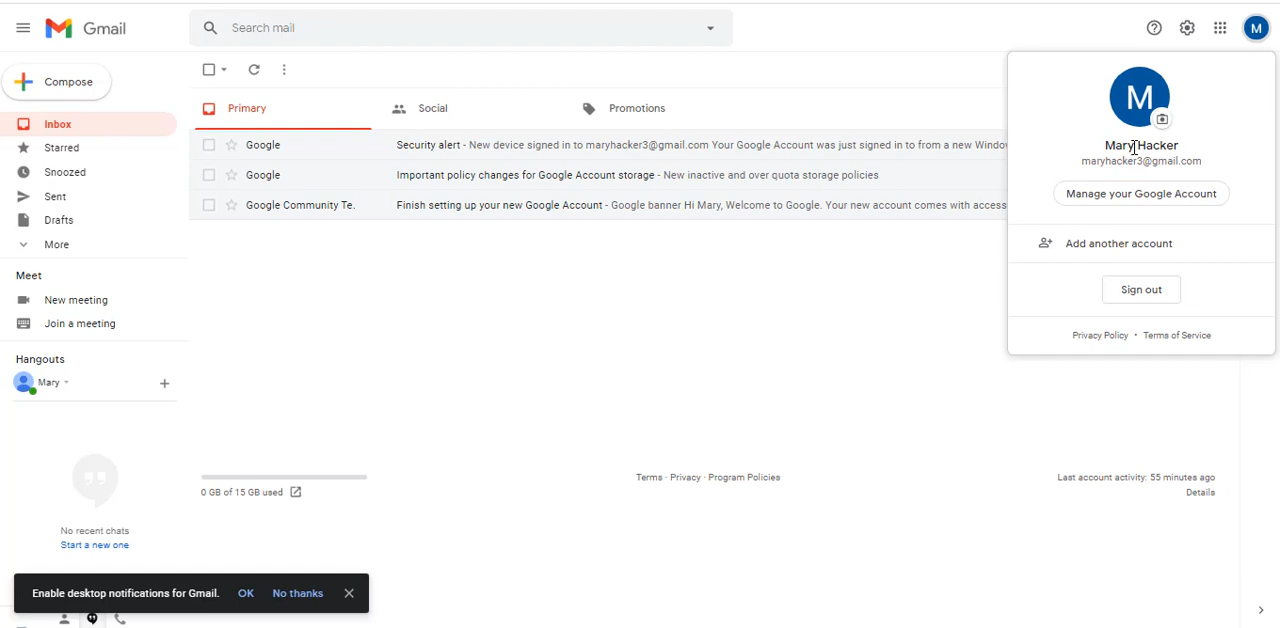 Gmail
Search mail
M
Compose
Inbox
Starred
Snoozed
Sent
Drafts
More
Meet
New meeting
Join a meeting
Hangouts
Mary
No recent chats
Start a new one
Primary
Social
Promotions
Google Security alert - New device signed in to maryhacker3@gmail.com Your Google Account was just signed in to from a new Windo
Google Important policy changes for Google Account storage - New inactive and over quota storage policies
Google Community Te. Finish setting up your new Google Account - Google banner Hi Mary, Welcome to Google. Your new account comes with access
M
Mary Hacker
maryhacker3@gmail.com
Manage your Google Account
Add another account
Sign out
Privacy Policy • Terms of Service
0 GB of 15 GB used
Terms · Privacy · Program Policies
Last account activity: 55 minutes ago
Details
Enable desktop notifications for Gmail. OK No thanks